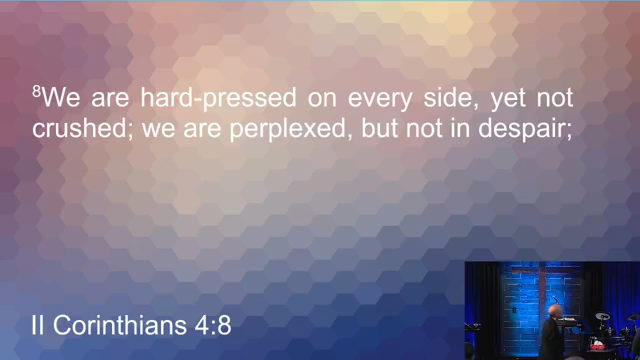 ⁸We are hard-pressed on every side, yet not
crushed; we are perplexed, but not in despair;
II Corinthians 4:8